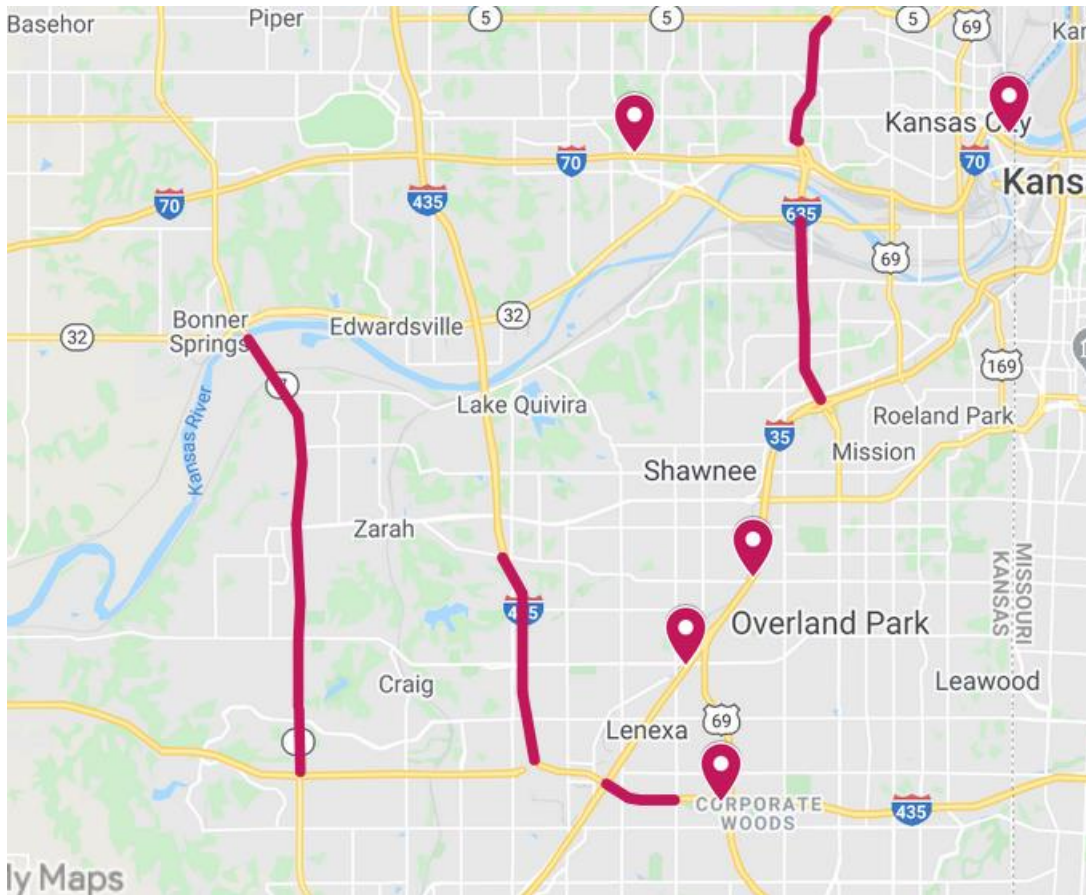 Basehor
Piper
5
5
5
69
Kar
Kansas City
70
70
70
Kans
435
635
69
Bonner
Springs
32
Edwardsville
32
169
Kansas River
Lake Quivira
Roeland Park
35
Mission
Shawnee
Zarah
MISSOURI
KANSAS
Overland Park
Craig
Leawood
Lenexa
69
CORPORATE
WOODS
435
ly Maps